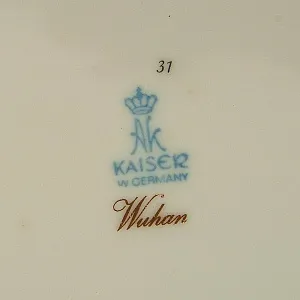 31
AK
KAISER
W. GERMANY
Wuhan